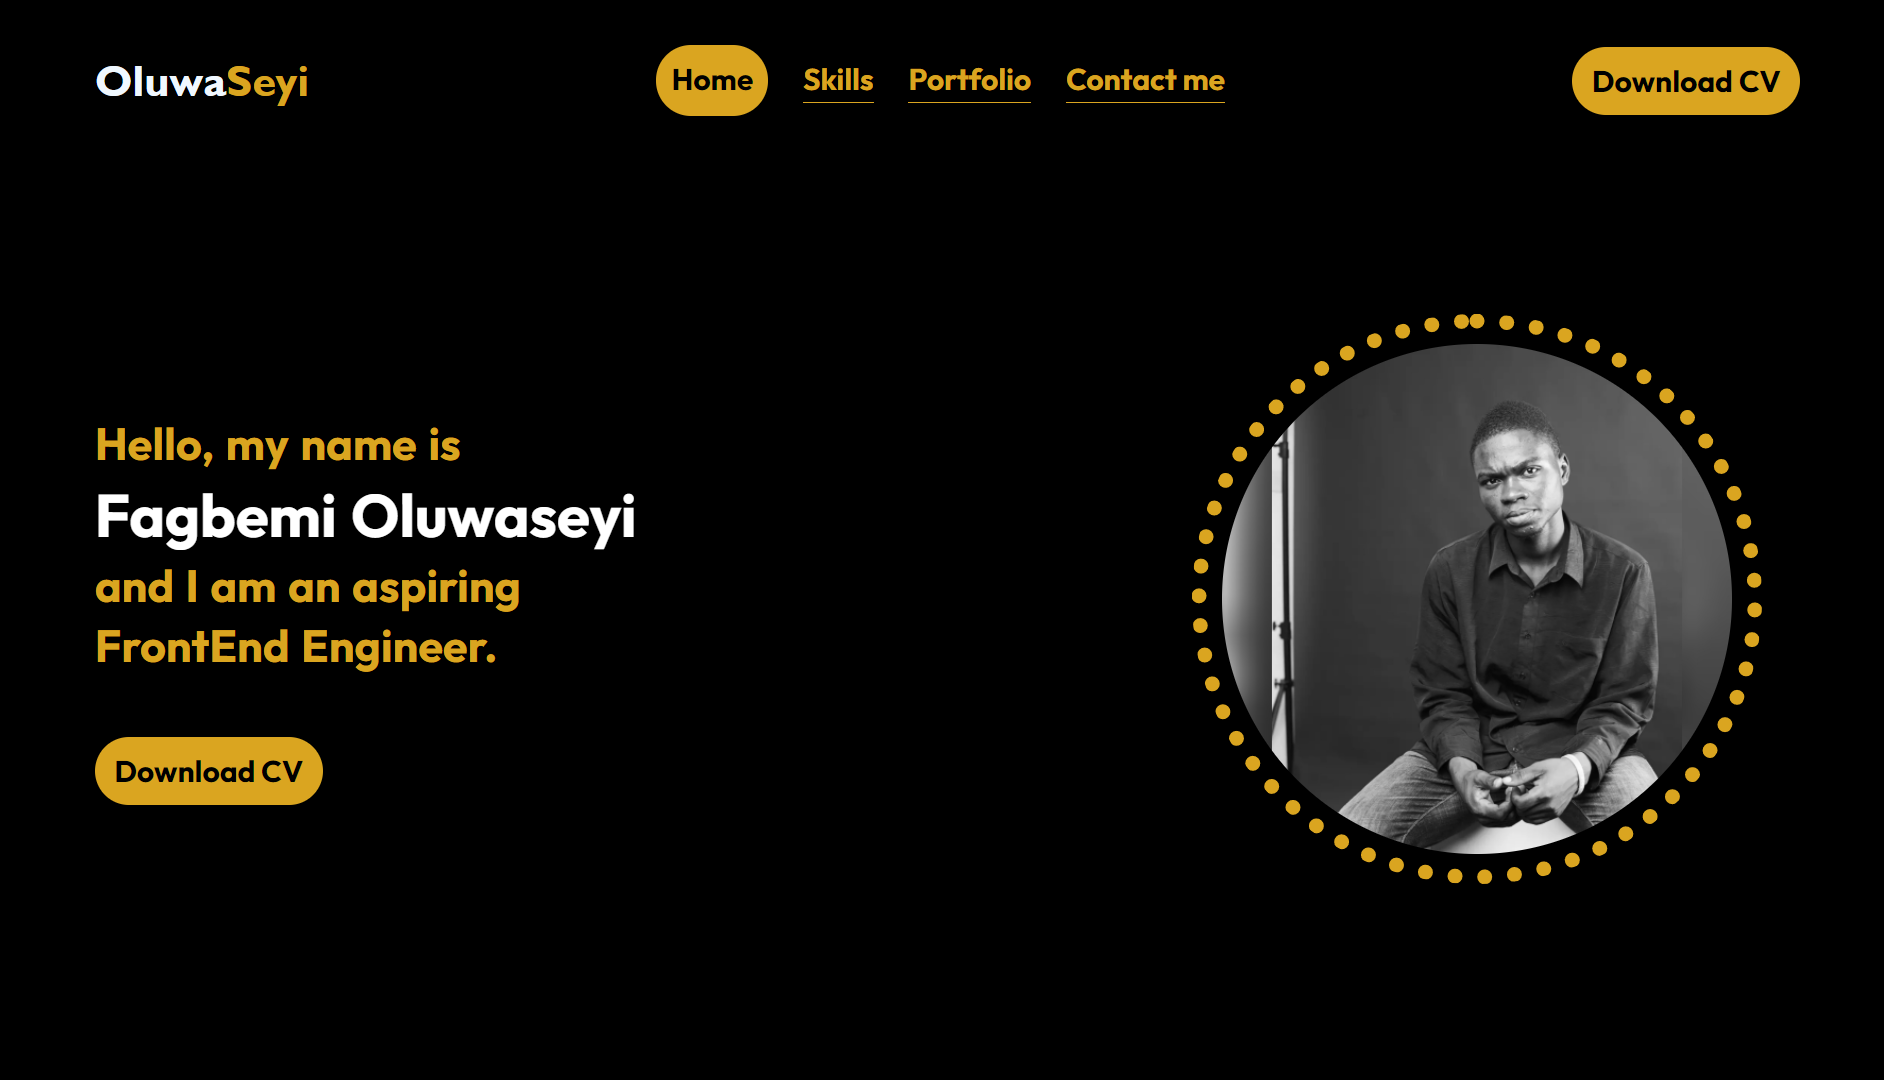 OluwaSeyi
Home Skills Portfolio Contact me
Download CV
Hello, my name is
Fagbemi Oluwaseyi
and I am an aspiring
FrontEnd Engineer.
Download CV